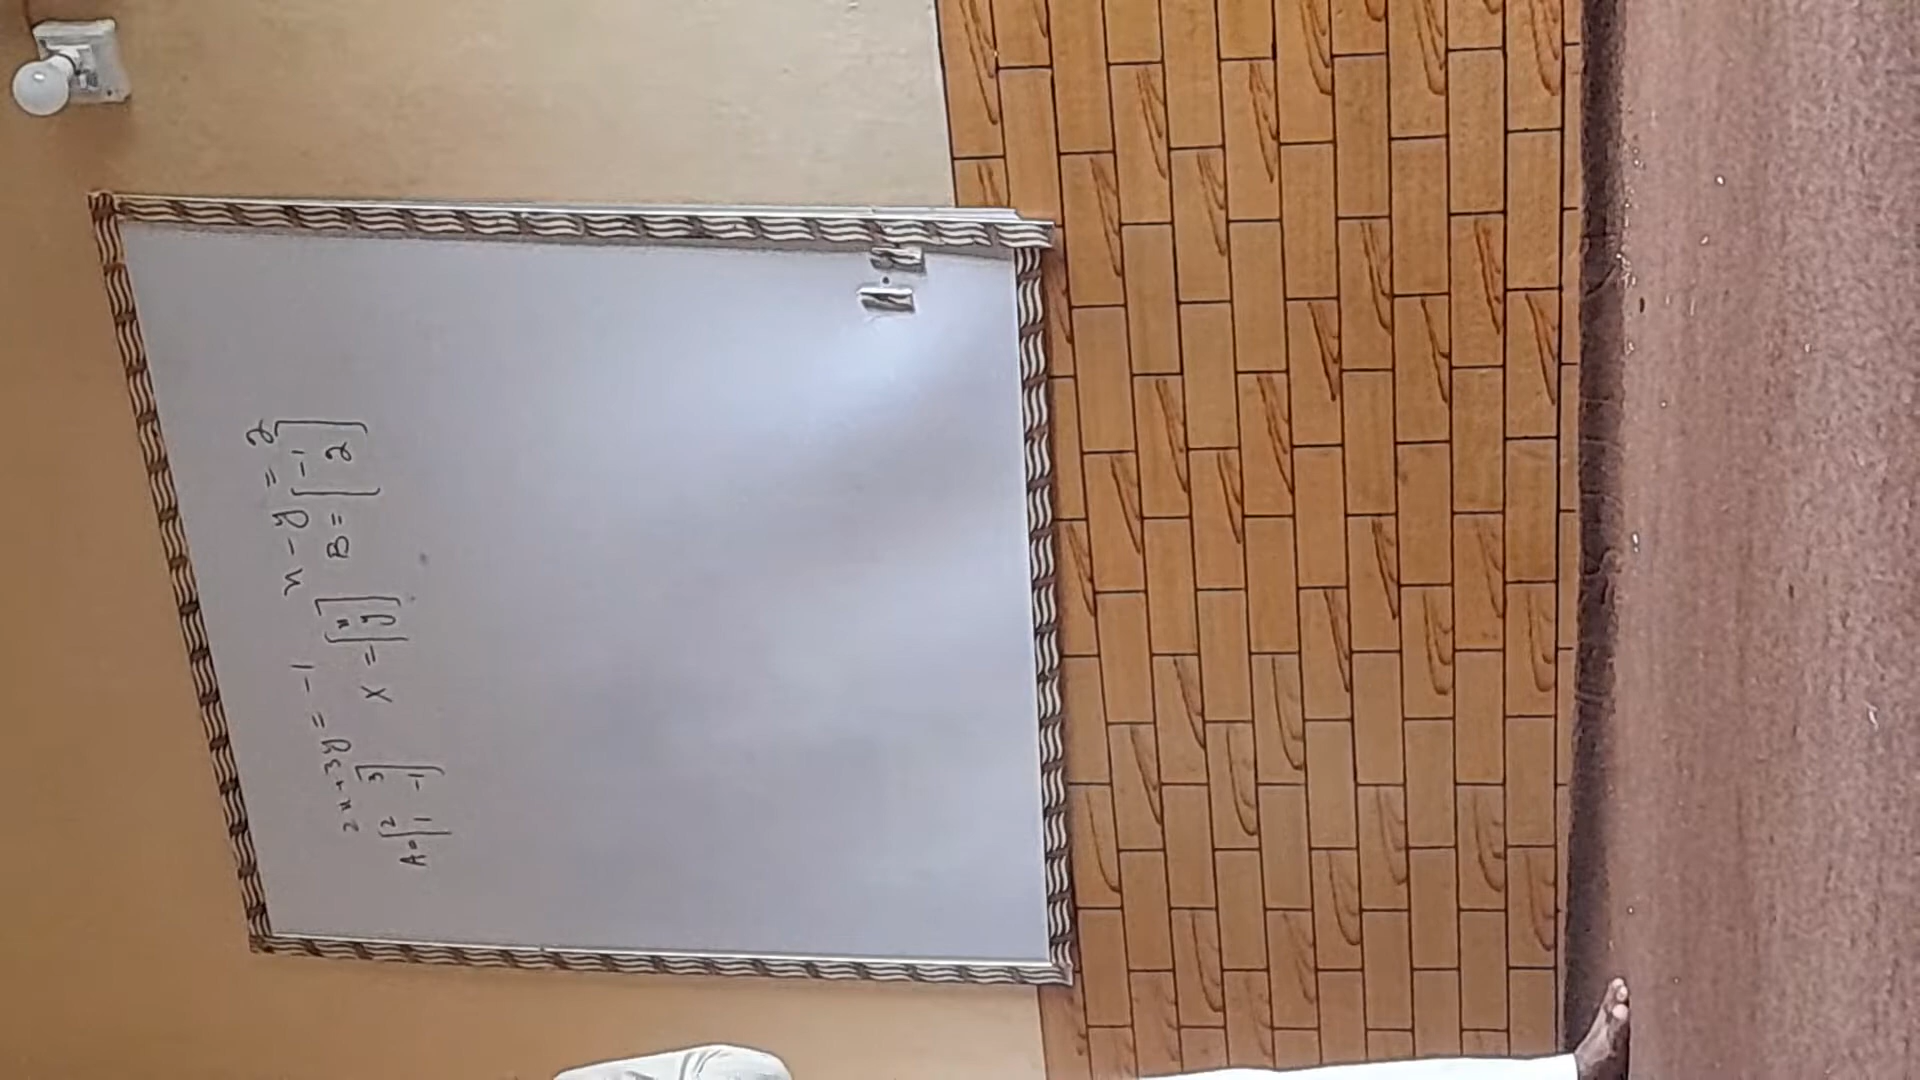 2x+3y = -1    x-y = 2
A = [2 3
1 -1]    X = [x
y]    B = [-1
2]